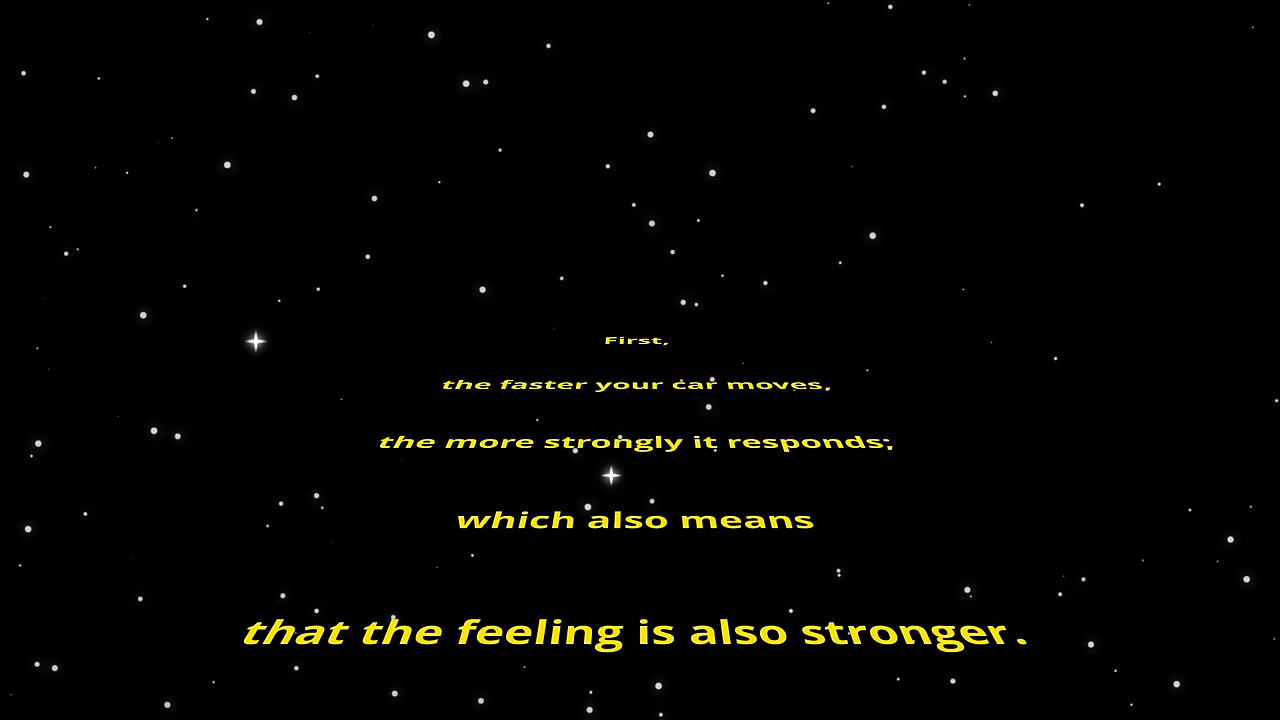 First,
the faster your car moves,
the more strongly it responds;
which also means
that the feeling is also stronger.